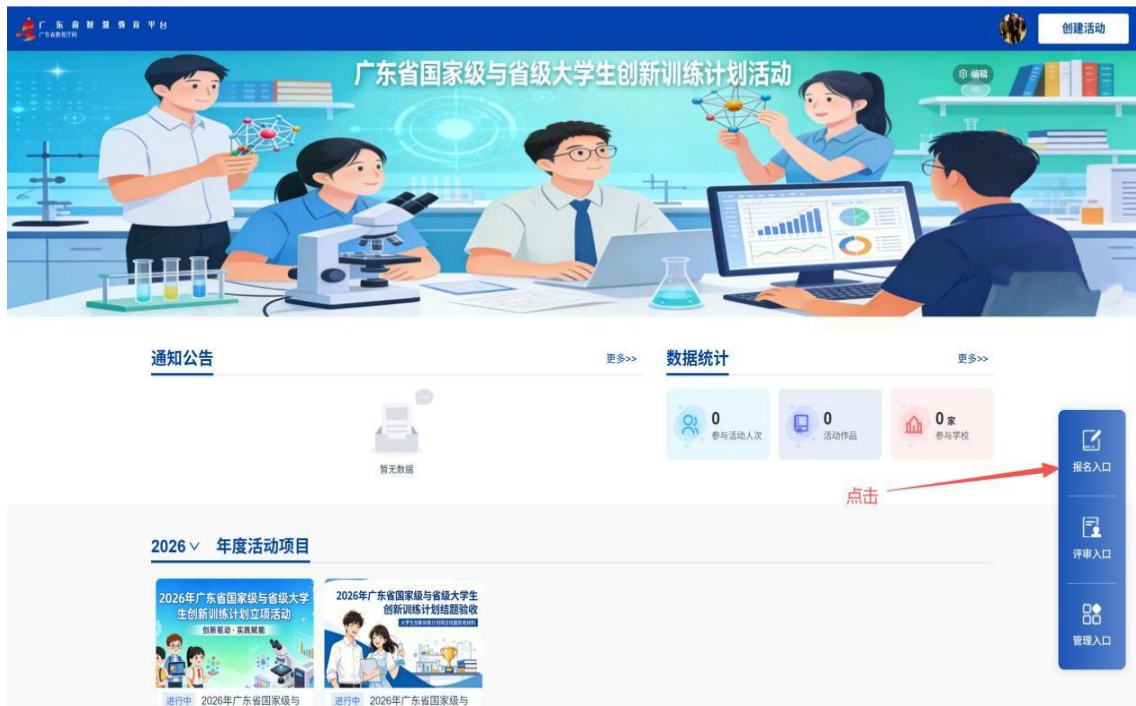 广东省智慧教育平台
广东省教育厅网
创建活动
广东省国家级与省级大学生创新训练计划活动
编辑
通知公告
更多>>
数据统计
更多>>
暂无数据
0
参与活动人次
0
活动作品
0 家
参与学校
点击
报名入口
评审入口
管理入口
2026 年度活动项目
2026年广东省国家级与省级大学
生创新训练计划立项活动
创新驱动·实践赋能
2026年广东省国家级与省级大学生
创新训练计划结题验收
进行中 2026年广东省国家级与
进行中 2026年广东省国家级与